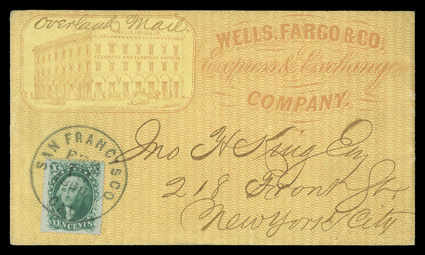 Overland Mail.
WELLS, FARGO & CO.
Express & Exchange
COMPANY.
SAN FRANCISCO
TEN CENTS
Jno H King Esq
218 Front St.
New York City